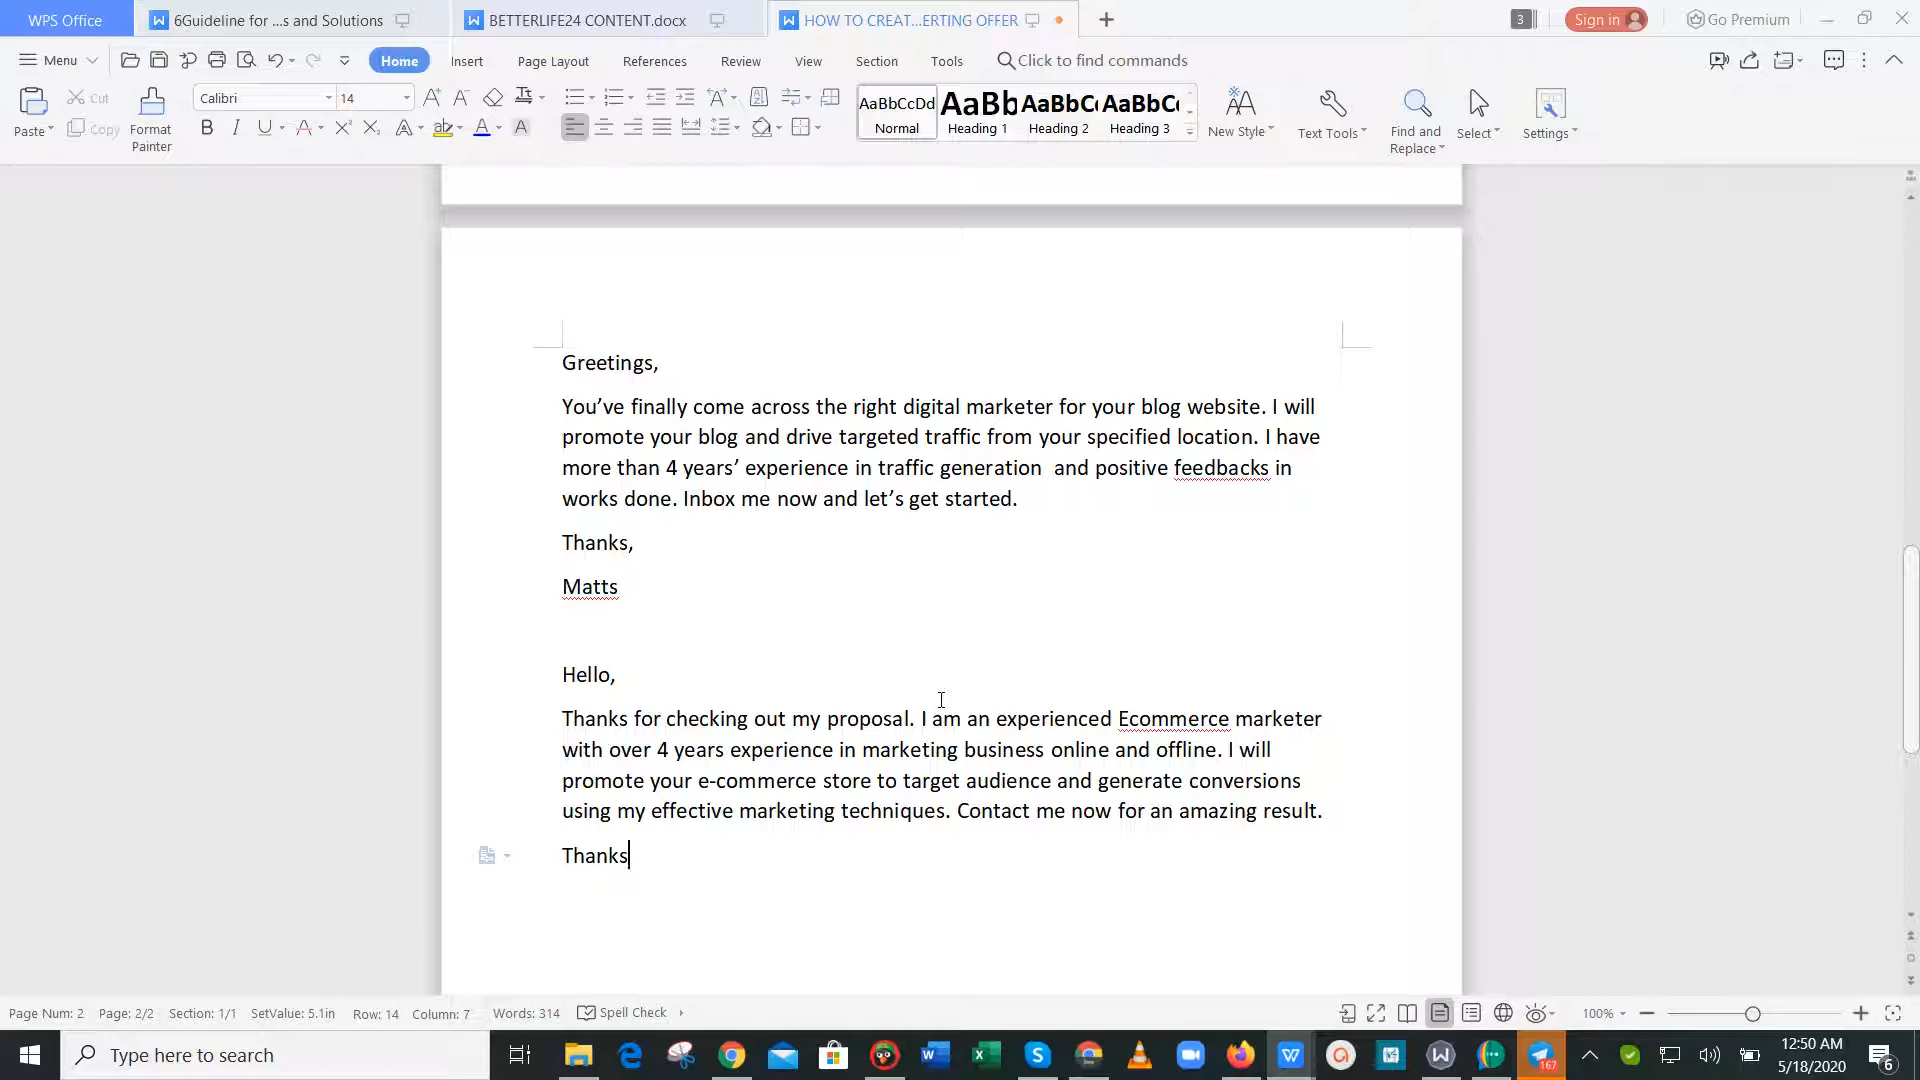 WPS Office
6Guideline for ...s and Solutions
BETTERLIFE24 CONTENT.docx
HOW TO CREAT...ERTING OFFER
3
Sign in
Go Premium
Menu
Home
Insert
Page Layout
References
Review
View
Section
Tools
Click to find commands
Paste
Cut
Copy
Format
Painter
Calibri
14
AaBbCcDd
Normal
AaBb
Heading 1
AaBbC
Heading 2
AaBbC
Heading 3
New Style
Text Tools
Find and
Replace
Select
Settings
Greetings,
You’ve finally come across the right digital marketer for your blog website. I will
promote your blog and drive targeted traffic from your specified location. I have
more than 4 years’ experience in traffic generation  and positive feedbacks in
works done. Inbox me now and let’s get started.
Thanks,
Matts
Hello,
Thanks for checking out my proposal. I am an experienced Ecommerce marketer
with over 4 years experience in marketing business online and offline. I will
promote your e-commerce store to target audience and generate conversions
using my effective marketing techniques. Contact me now for an amazing result.
Thanks
Page Num: 2
Page: 2/2
Section: 1/1
SetValue: 5.1in
Row: 14
Column: 7
Words: 314
Spell Check
100%
Type here to search
167
12:50 AM
5/18/2020
6